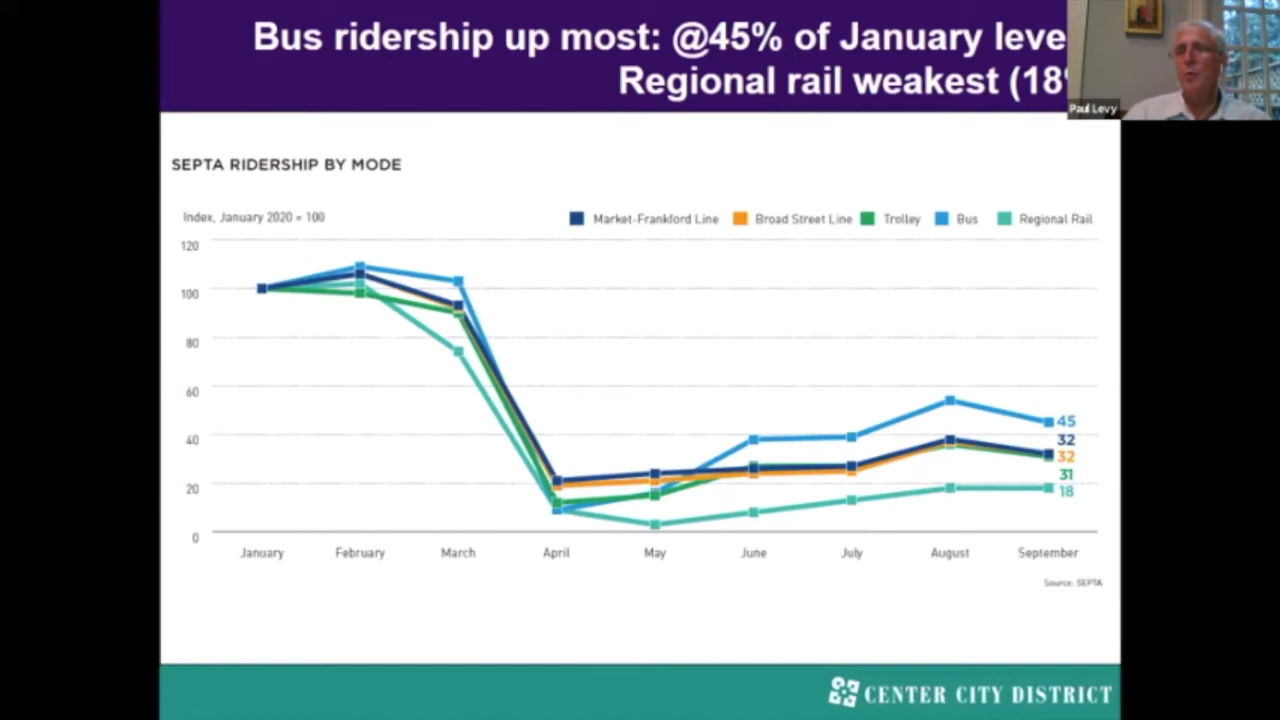 Bus ridership up most: @45% of January leve
Regional rail weakest (18
Paul Levy
SEPTA RIDERSHIP BY MODE
Index, January 2020 = 100
Market-Frankford Line Broad Street Line Trolley Bus Regional Rail
120
100
80
60
40
20
0
45
32
32
31
18
January February March April May June July August September
Source: SEPTA
CENTER CITY DISTRICT